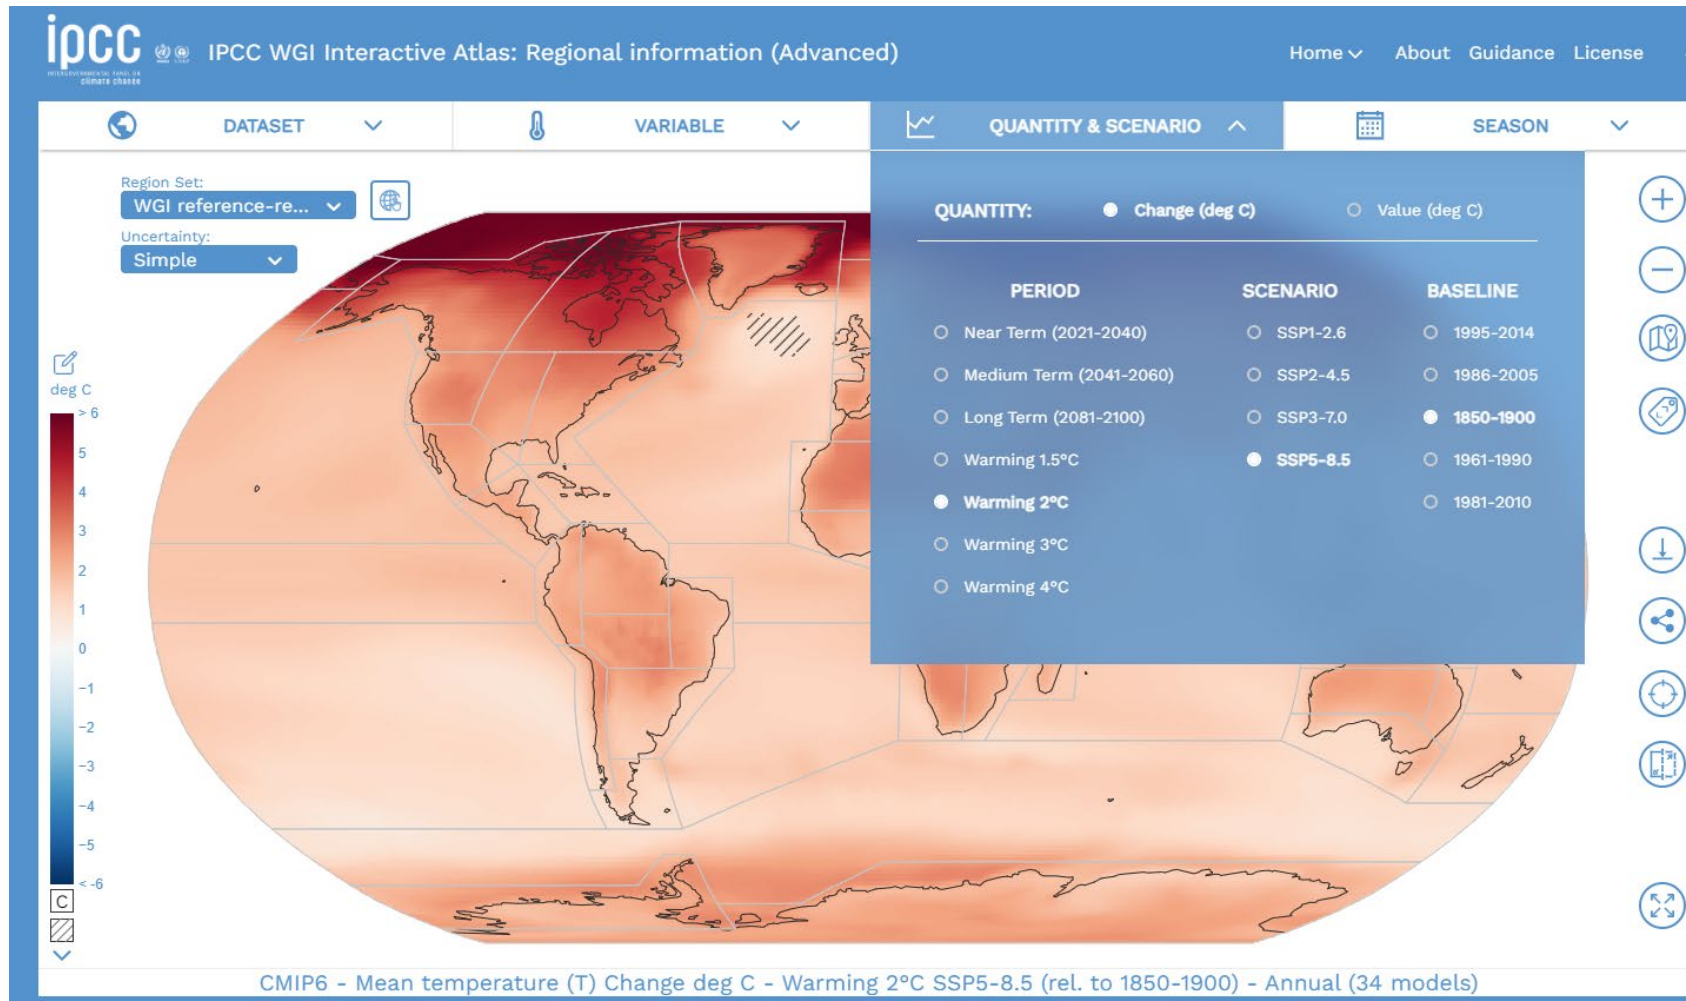 ipcc
INTERGOVERNMENTAL PANEL ON
climate change
IPCC WGI Interactive Atlas: Regional information (Advanced)
Home About Guidance License
DATASET VARIABLE QUANTITY & SCENARIO SEASON
Region Set:
WGI reference-re...
Uncertainty:
Simple
QUANTITY: Change (deg C) Value (deg C)
PERIOD SCENARIO BASELINE
Near Term (2021-2040) SSP1-2.6 1995-2014
Medium Term (2041-2060) SSP2-4.5 1986-2005
Long Term (2081-2100) SSP3-7.0 1850-1900
Warming 1.5°C SSP5-8.5 1961-1990
Warming 2°C 1981-2010
Warming 3°C
Warming 4°C
deg C
> 6
5
4
3
2
1
0
−1
−2
−3
−4
−5
< -6
C
CMIP6 - Mean temperature (T) Change deg C - Warming 2°C SSP5-8.5 (rel. to 1850-1900) - Annual (34 models)